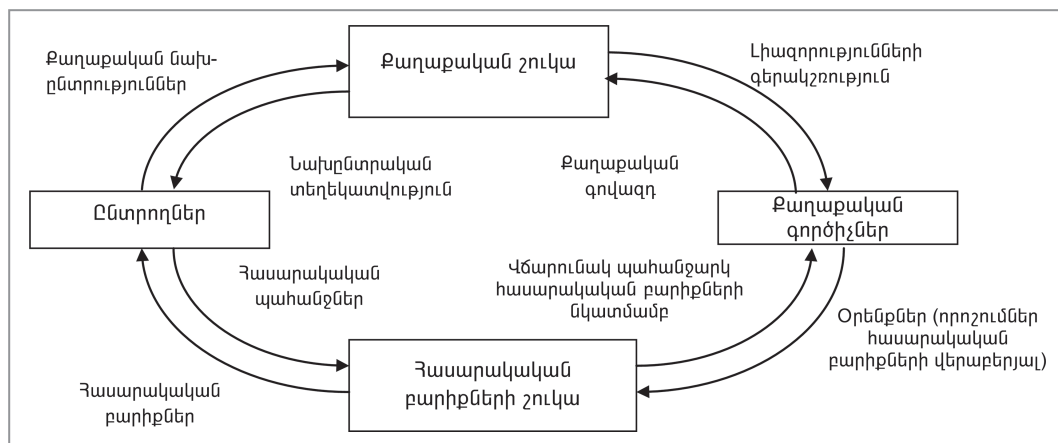 Քաղաքական նախ-
ընտրություններ
Քաղաքական շուկա
Լիազորությունների
գերակշռություն
Նախընտրական
տեղեկատվություն
Քաղաքական
գովազդ
Ընտրողներ
Քաղաքական
գործիչներ
Հասարակական
պահանջներ
Վճարունակ պահանջարկ
հասարակական բարիքների
նկատմամբ
Օրենքներ (որոշումներ
հասարակական
բարիքների վերաբերյալ)
Հասարակական
բարիքներ
Հասարակական
բարիքների շուկա